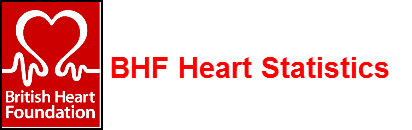 BHF Heart Statistics
British Heart
Foundation